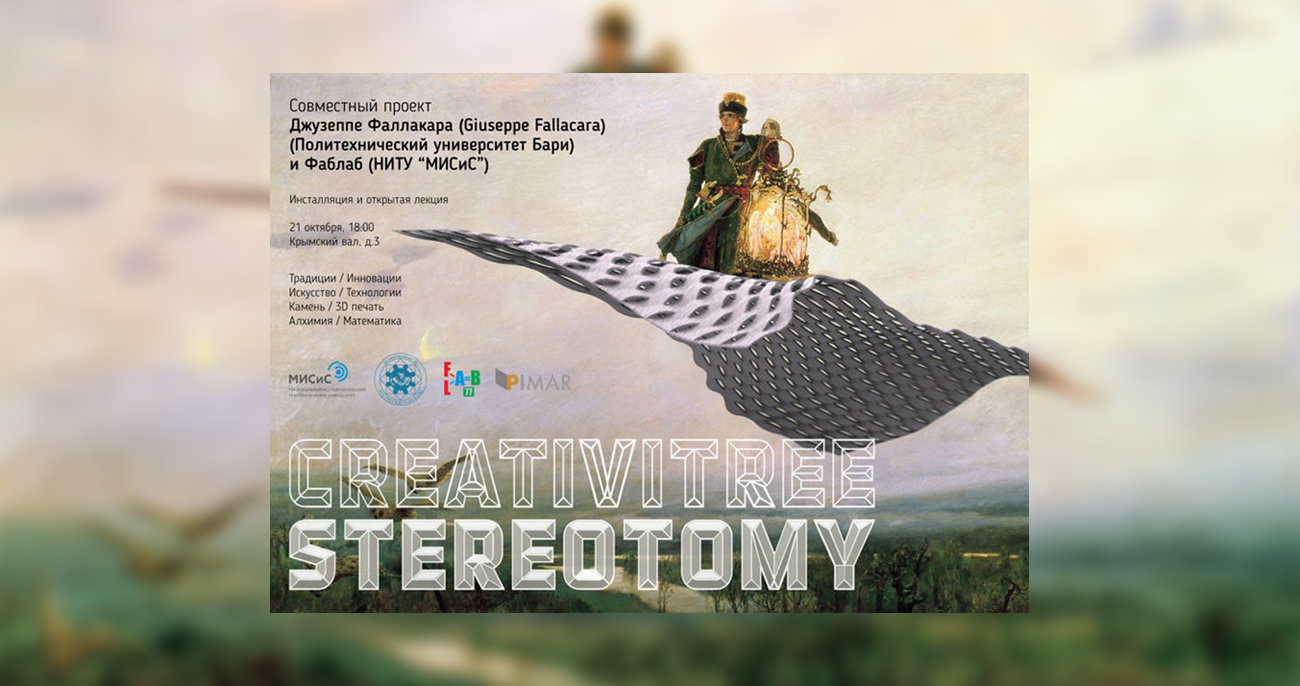 Совместный проект
Джузеппе Фаллакара (Giuseppe Fallacara)
(Политехнический университет Бари)
и Фаблаб (НИТУ “МИСиС”)
Инсталляция и открытая лекция
21 октября, 18:00
Крымский вал, д.3
Традиции / Инновации
Искусство / Технологии
Камень / 3D печать
Алхимия / Математика
МИСиС
FAB
L
77
PIMAR
CREATIVITREE
STEREOTOMY